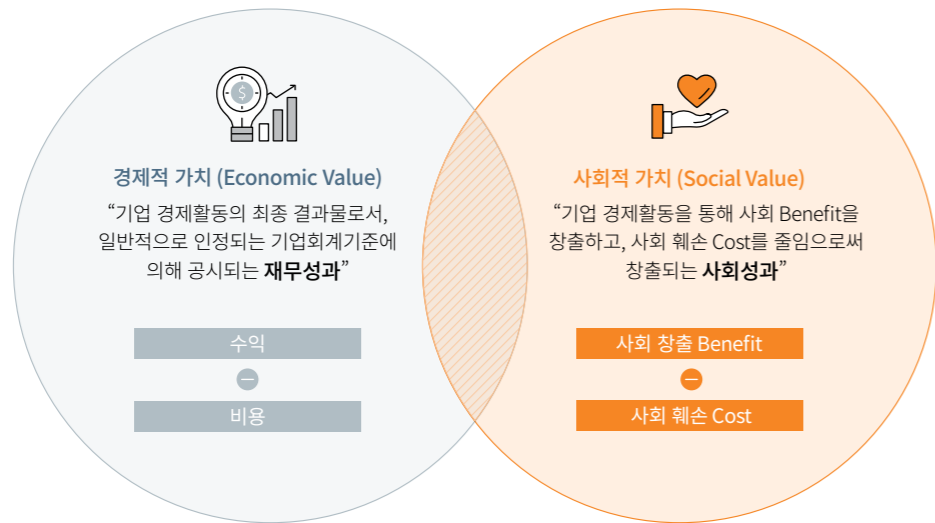 $
경제적 가치 (Economic Value)
“기업 경제활동의 최종 결과물로서,
일반적으로 인정되는 기업회계기준에
의해 공시되는 재무성과”
수익
비용
사회적 가치 (Social Value)
“기업 경제활동을 통해 사회 Benefit을
창출하고, 사회 훼손 Cost를 줄임으로써
창출되는 사회성과”
사회 창출 Benefit
사회 훼손 Cost